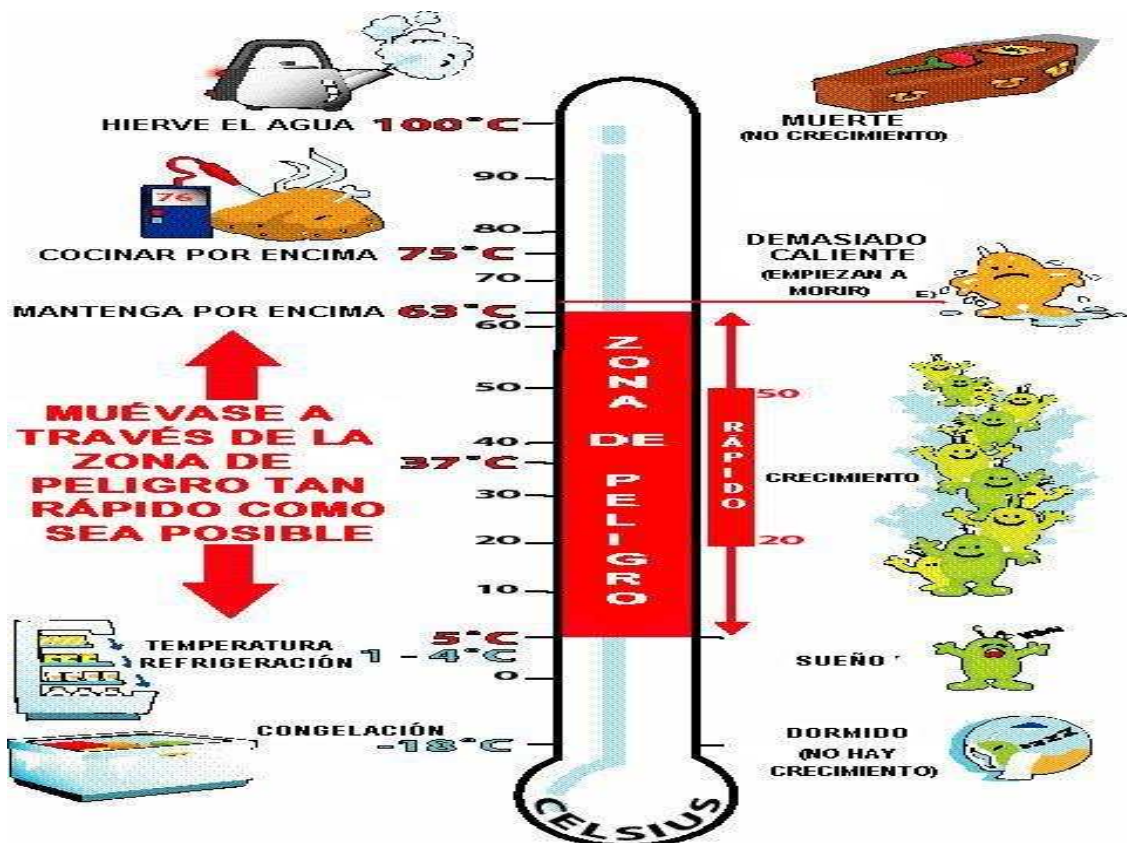 HIERVE EL AGUA 100°C
MUERTE
(NO CRECIMIENTO)
90
76
80
COCINAR POR ENCIMA 75°C
DEMASIADO
CALIENTE
(EMPIEZAN A
MORIR)
70
MANTENGA POR ENCIMA 63°C
60
MUÉVASE A
TRAVÉS DE LA
ZONA DE
PELIGRO TAN
RÁPIDO COMO
SEA POSIBLE
50
40
37°C
30
20
10
ZONA DE PELIGRO
50
RÁPIDO
20
CRECIMIENTO
5°C
TEMPERATURA
REFRIGERACIÓN 1 - 4°C
0
SUEÑO
CONGELACIÓN
-18°C
DORMIDO
(NO HAY
CRECIMIENTO)
CELSIUS